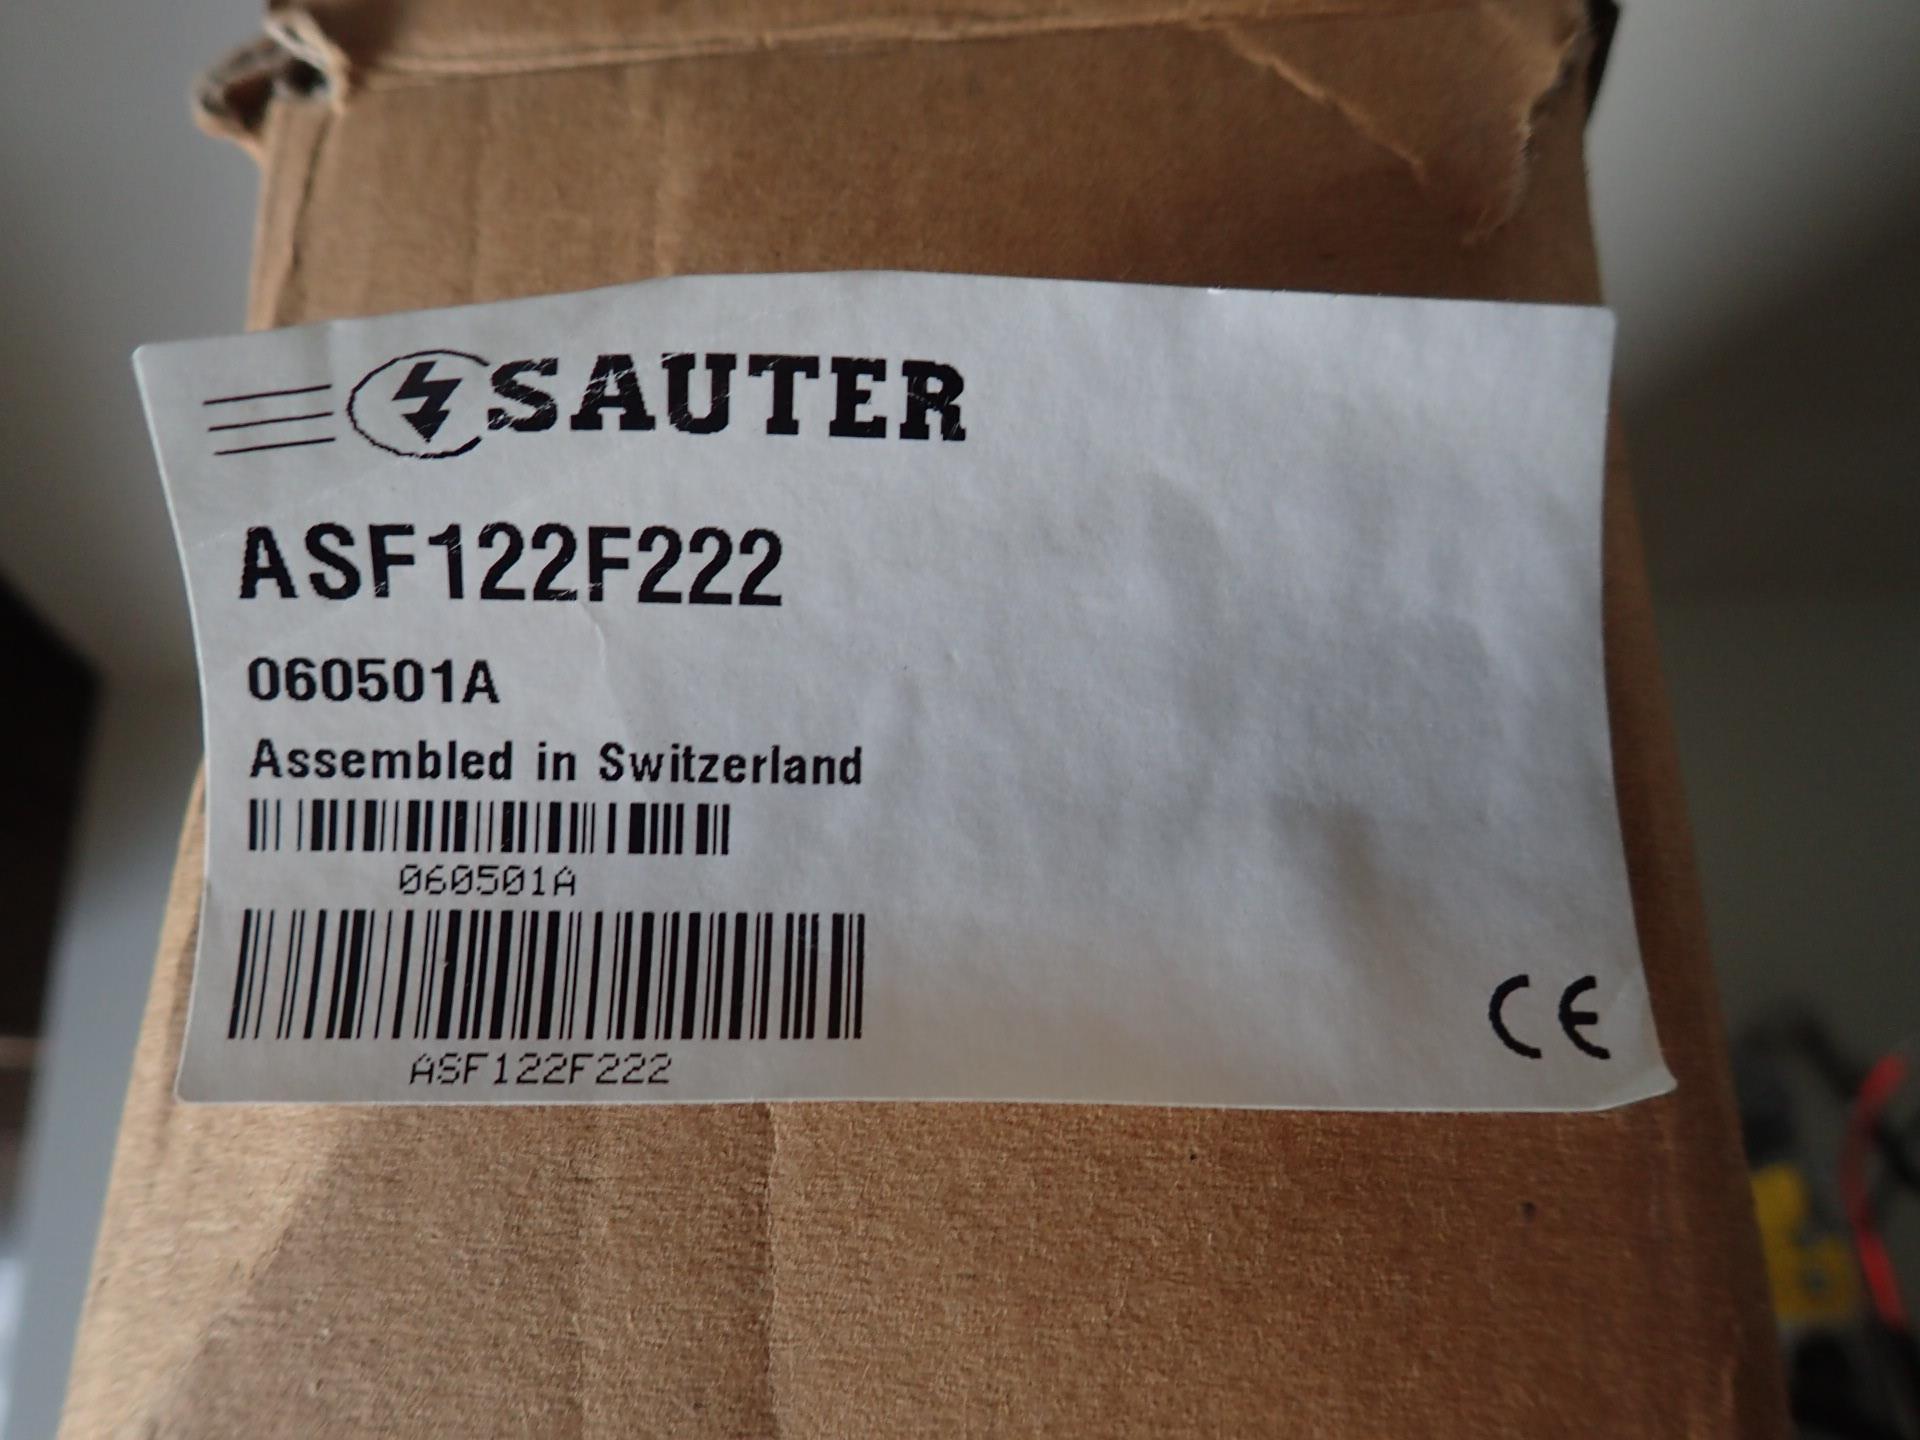 SAUTER
ASF122F222
060501A
Assembled in Switzerland
060501A
ASF122F222
CE